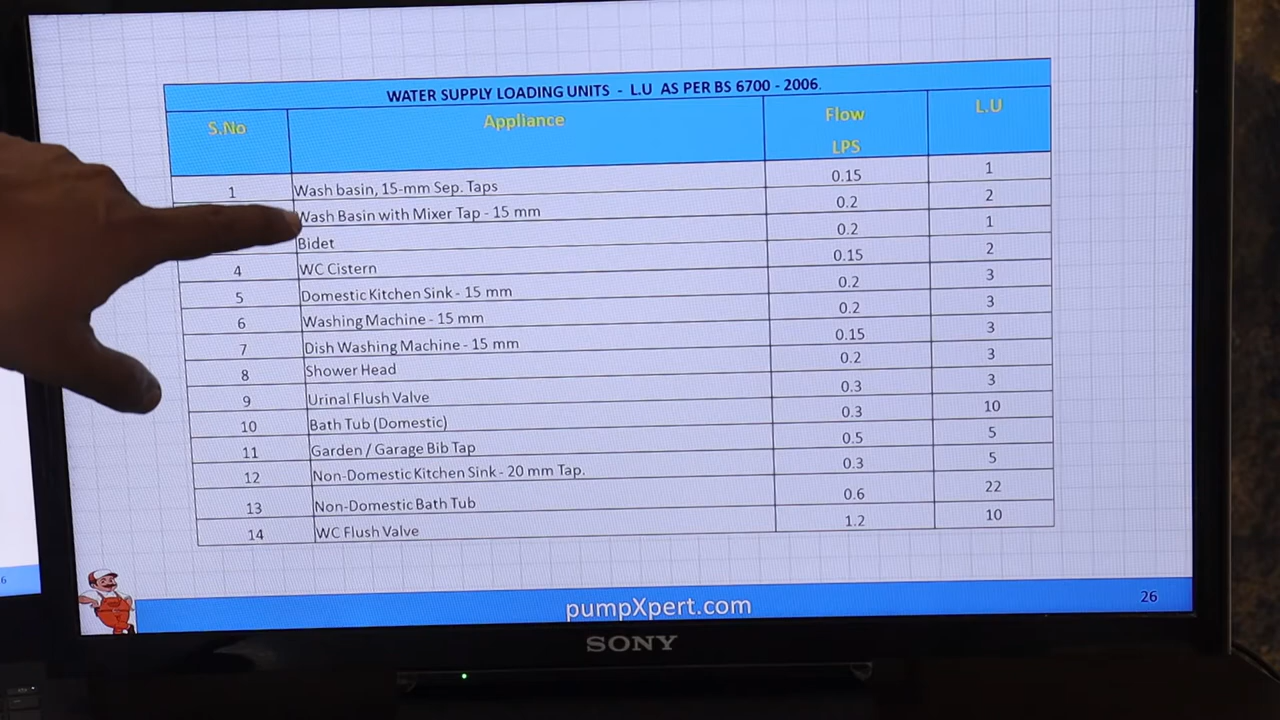 WATER SUPPLY LOADING UNITS - L.U AS PER BS 6700 - 2006.
S.No Appliance Flow LPS L.U
1 Wash basin, 15-mm Sep. Taps 0.15 1
Wash Basin with Mixer Tap - 15 mm 0.2 2
Bidet 0.2 1
4 WC Cistern 0.15 2
5 Domestic Kitchen Sink - 15 mm 0.2 3
6 Washing Machine - 15 mm 0.2 3
7 Dish Washing Machine - 15 mm 0.15 3
8 Shower Head 0.2 3
9 Urinal Flush Valve 0.3 3
10 Bath Tub (Domestic) 0.3 10
11 Garden / Garage Bib Tap 0.5 5
12 Non-Domestic Kitchen Sink - 20 mm Tap. 0.3 5
13 Non-Domestic Bath Tub 0.6 22
14 WC Flush Valve 1.2 10
6
pumpXpert.com
26
SONY